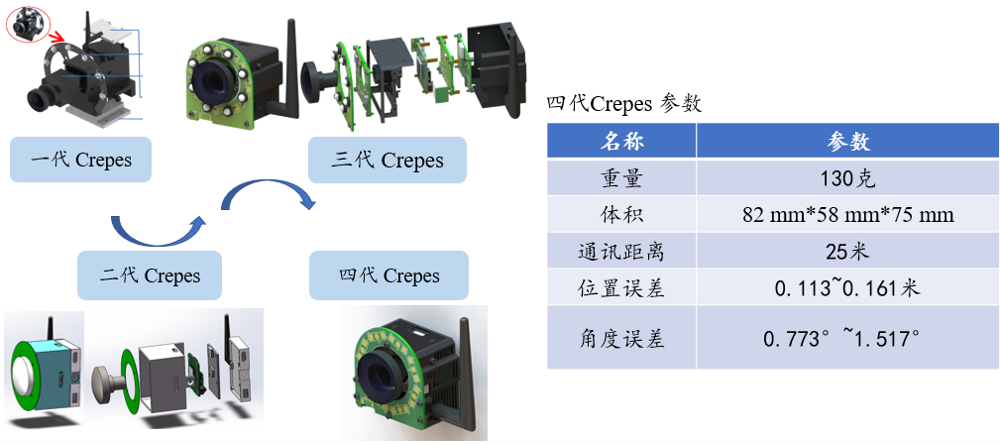 一代 Crepes
三代 Crepes
二代 Crepes
四代 Crepes
四代Crepes 参数
名称 参数
重量 130克
体积 82 mm*58 mm*75 mm
通讯距离 25米
位置误差 0.113~0.161米
角度误差 0.773°~1.517°